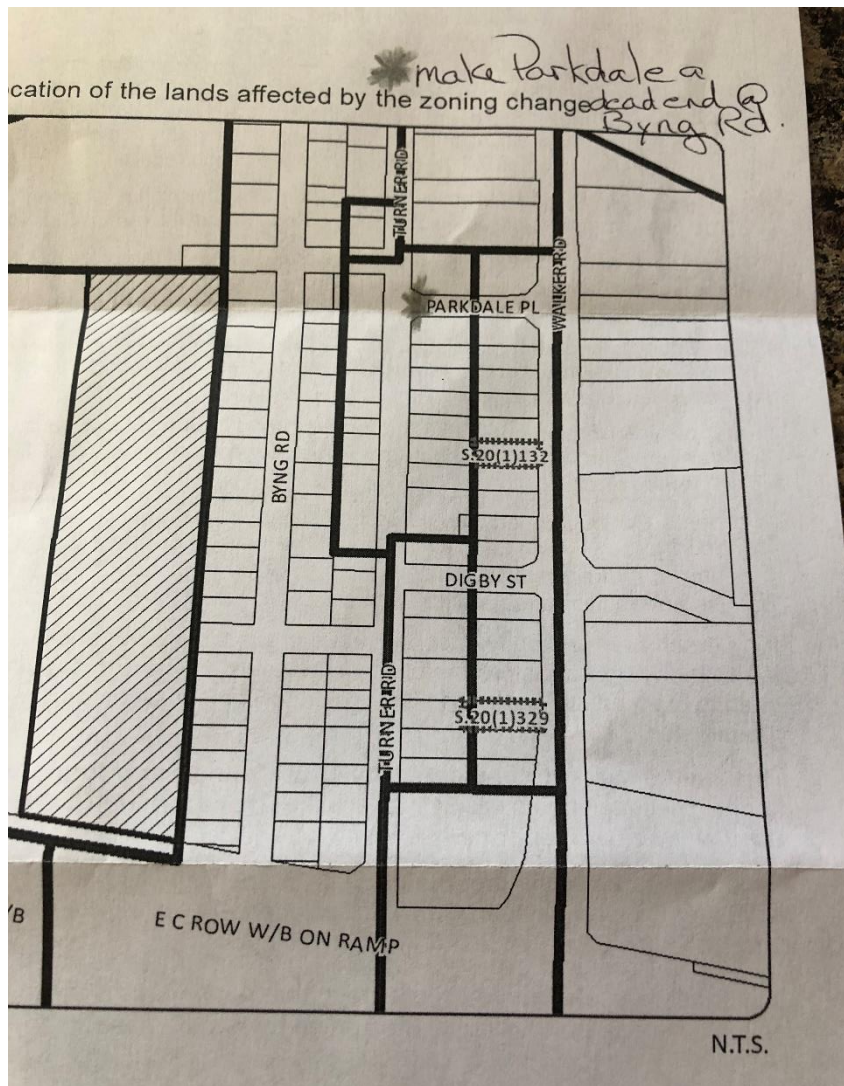 make Parkdale a
cation of the lands affected by the zoning change
dead end @
Byng Rd.
TURNER RD
WALKER RD
PARKDALE PL
BYNG RD
S.20(1)132
DIGBY ST
TURNER RD
S.20(1)329
/B
E C ROW W/B ON RAMP
N.T.S.